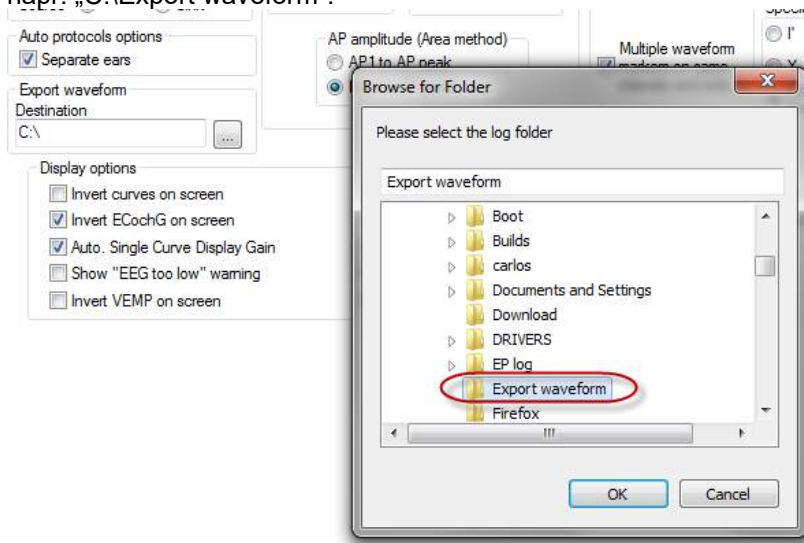 napr. „C:\Export waveform“.
Auto protocols options
Separate ears
Export waveform
Destination
C:\
...
AP amplitude (Area method)
AP1 to AP peak
Multiple waveform
Display options
Invert curves on screen
Invert ECochG on screen
Auto. Single Curve Display Gain
Show "EEG too low" warning
Invert VEMP on screen
Browse for Folder
Please select the log folder
Export waveform
Boot
Builds
carlos
Documents and Settings
Download
DRIVERS
EP log
Export waveform
Firefox
OK
Cancel